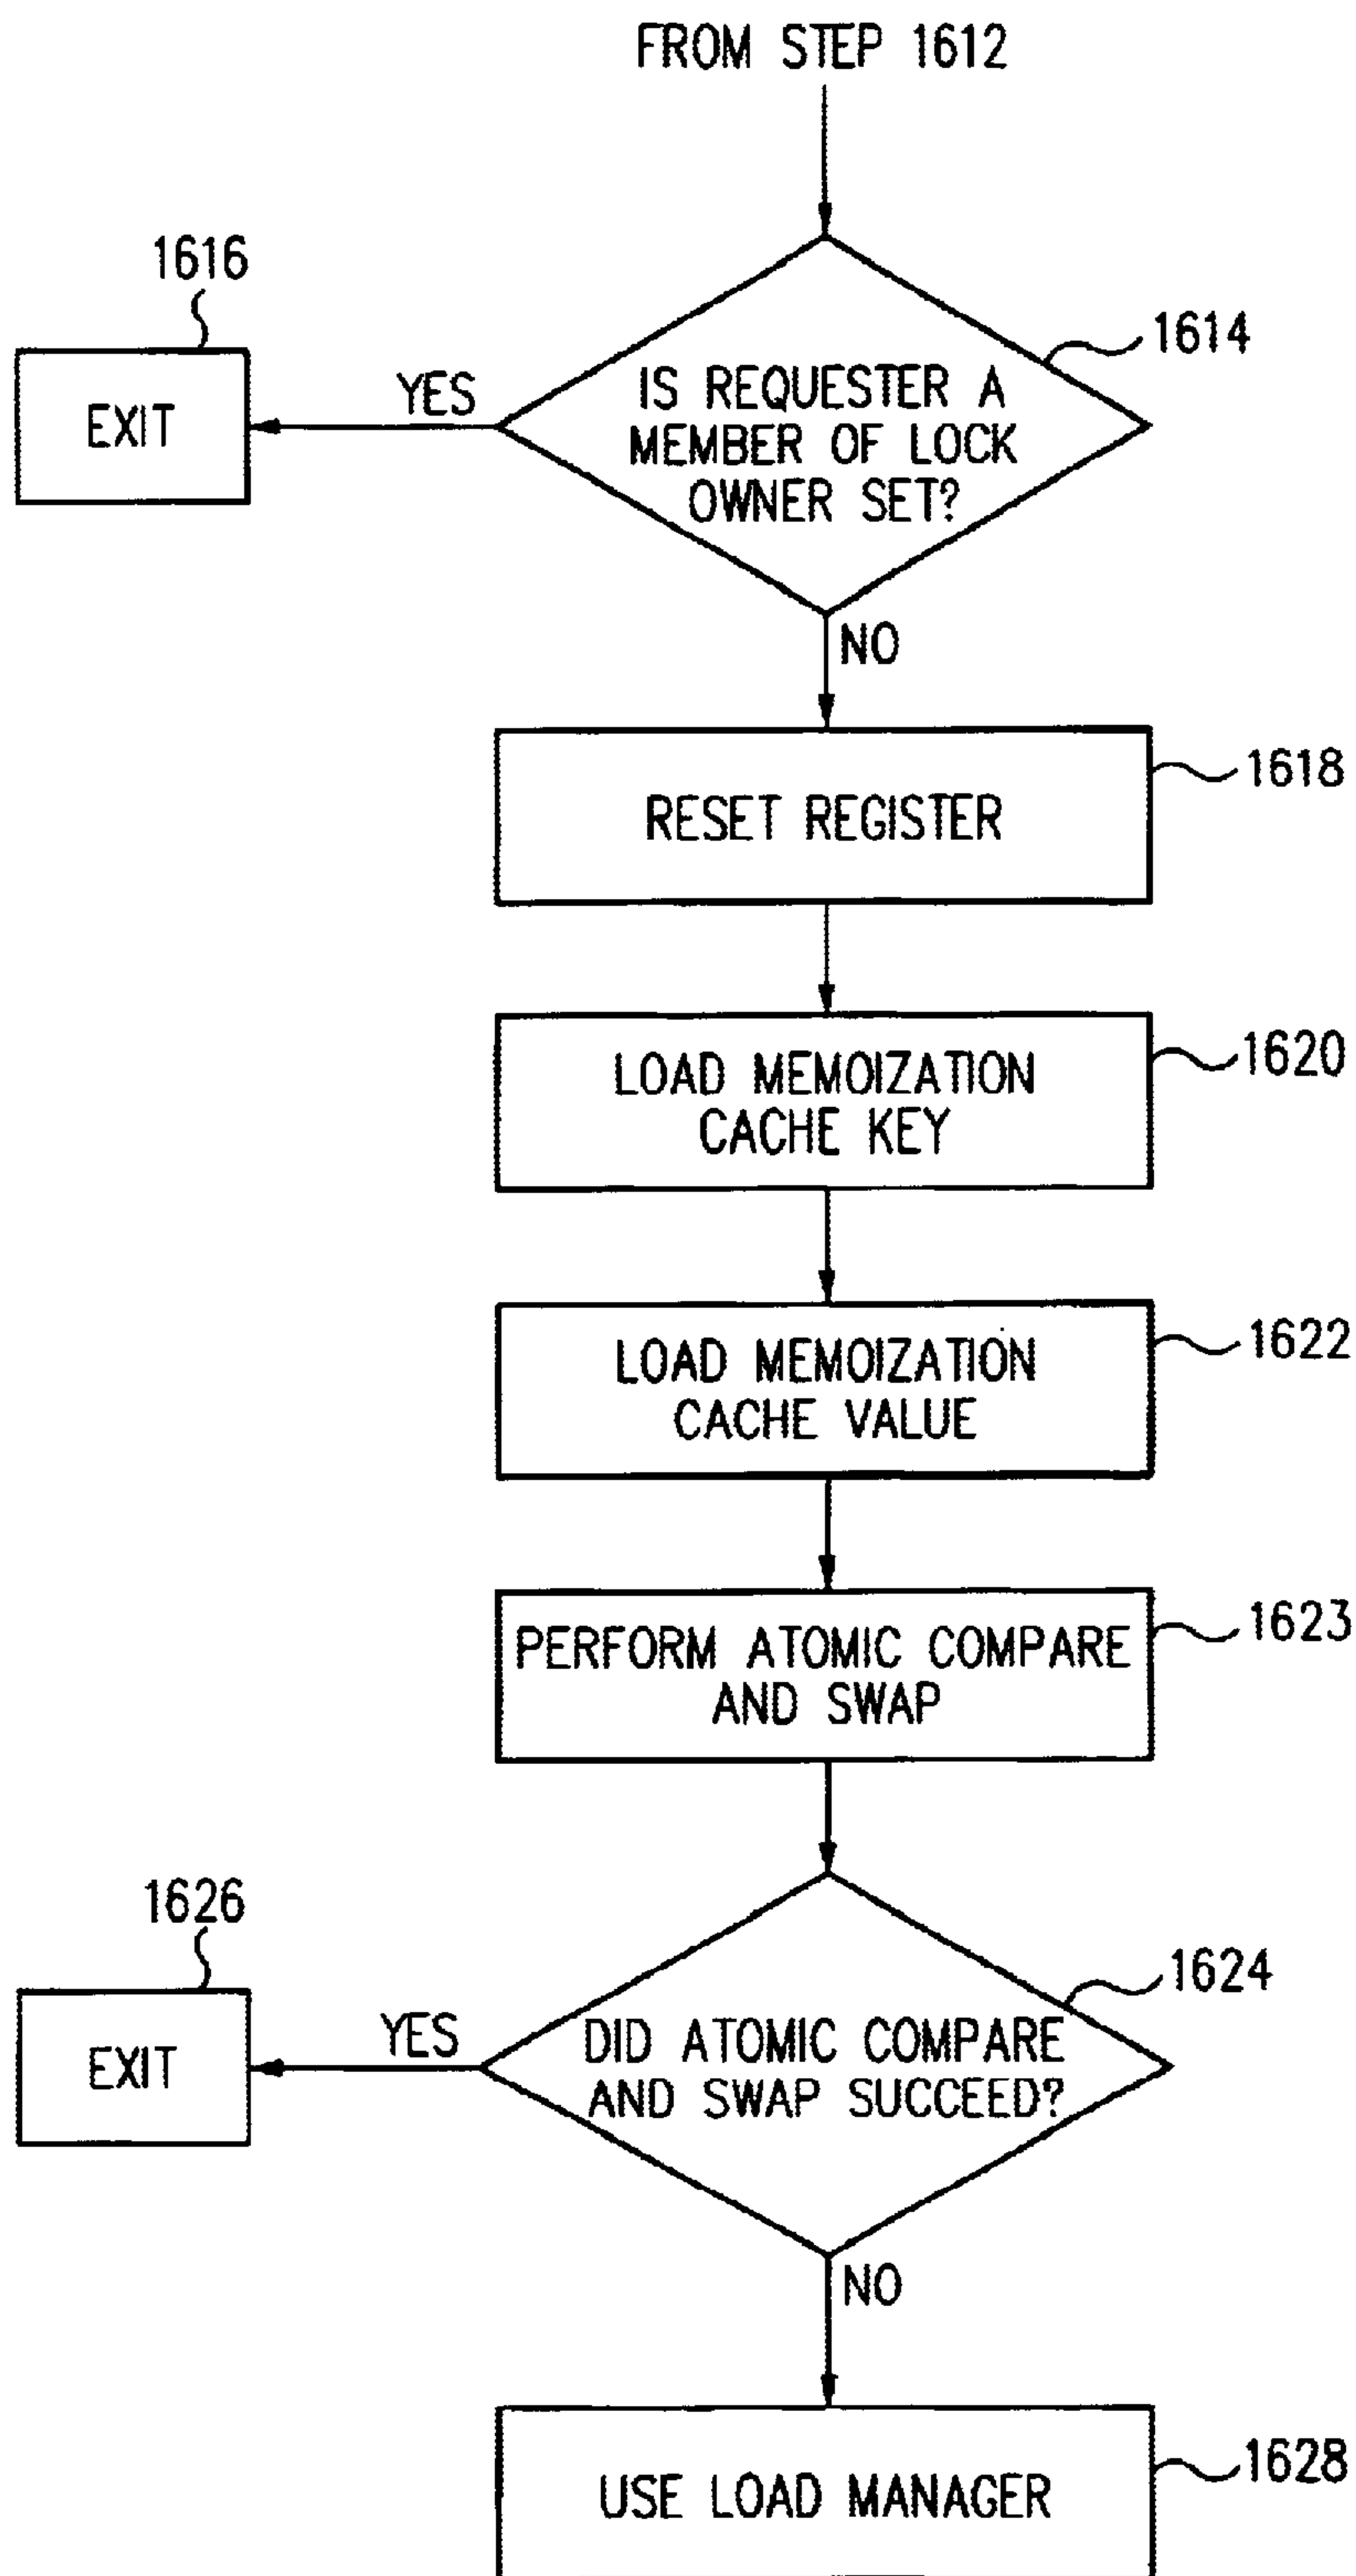 FROM STEP 1612
1616
1614
IS REQUESTER A
MEMBER OF LOCK
OWNER SET?
YES
EXIT
NO
1618
RESET REGISTER
1620
LOAD MEMOIZATION
CACHE KEY
1622
LOAD MEMOIZATION
CACHE VALUE
1623
PERFORM ATOMIC COMPARE
AND SWAP
1626
1624
DID ATOMIC COMPARE
AND SWAP SUCCEED?
YES
EXIT
NO
1628
USE LOAD MANAGER